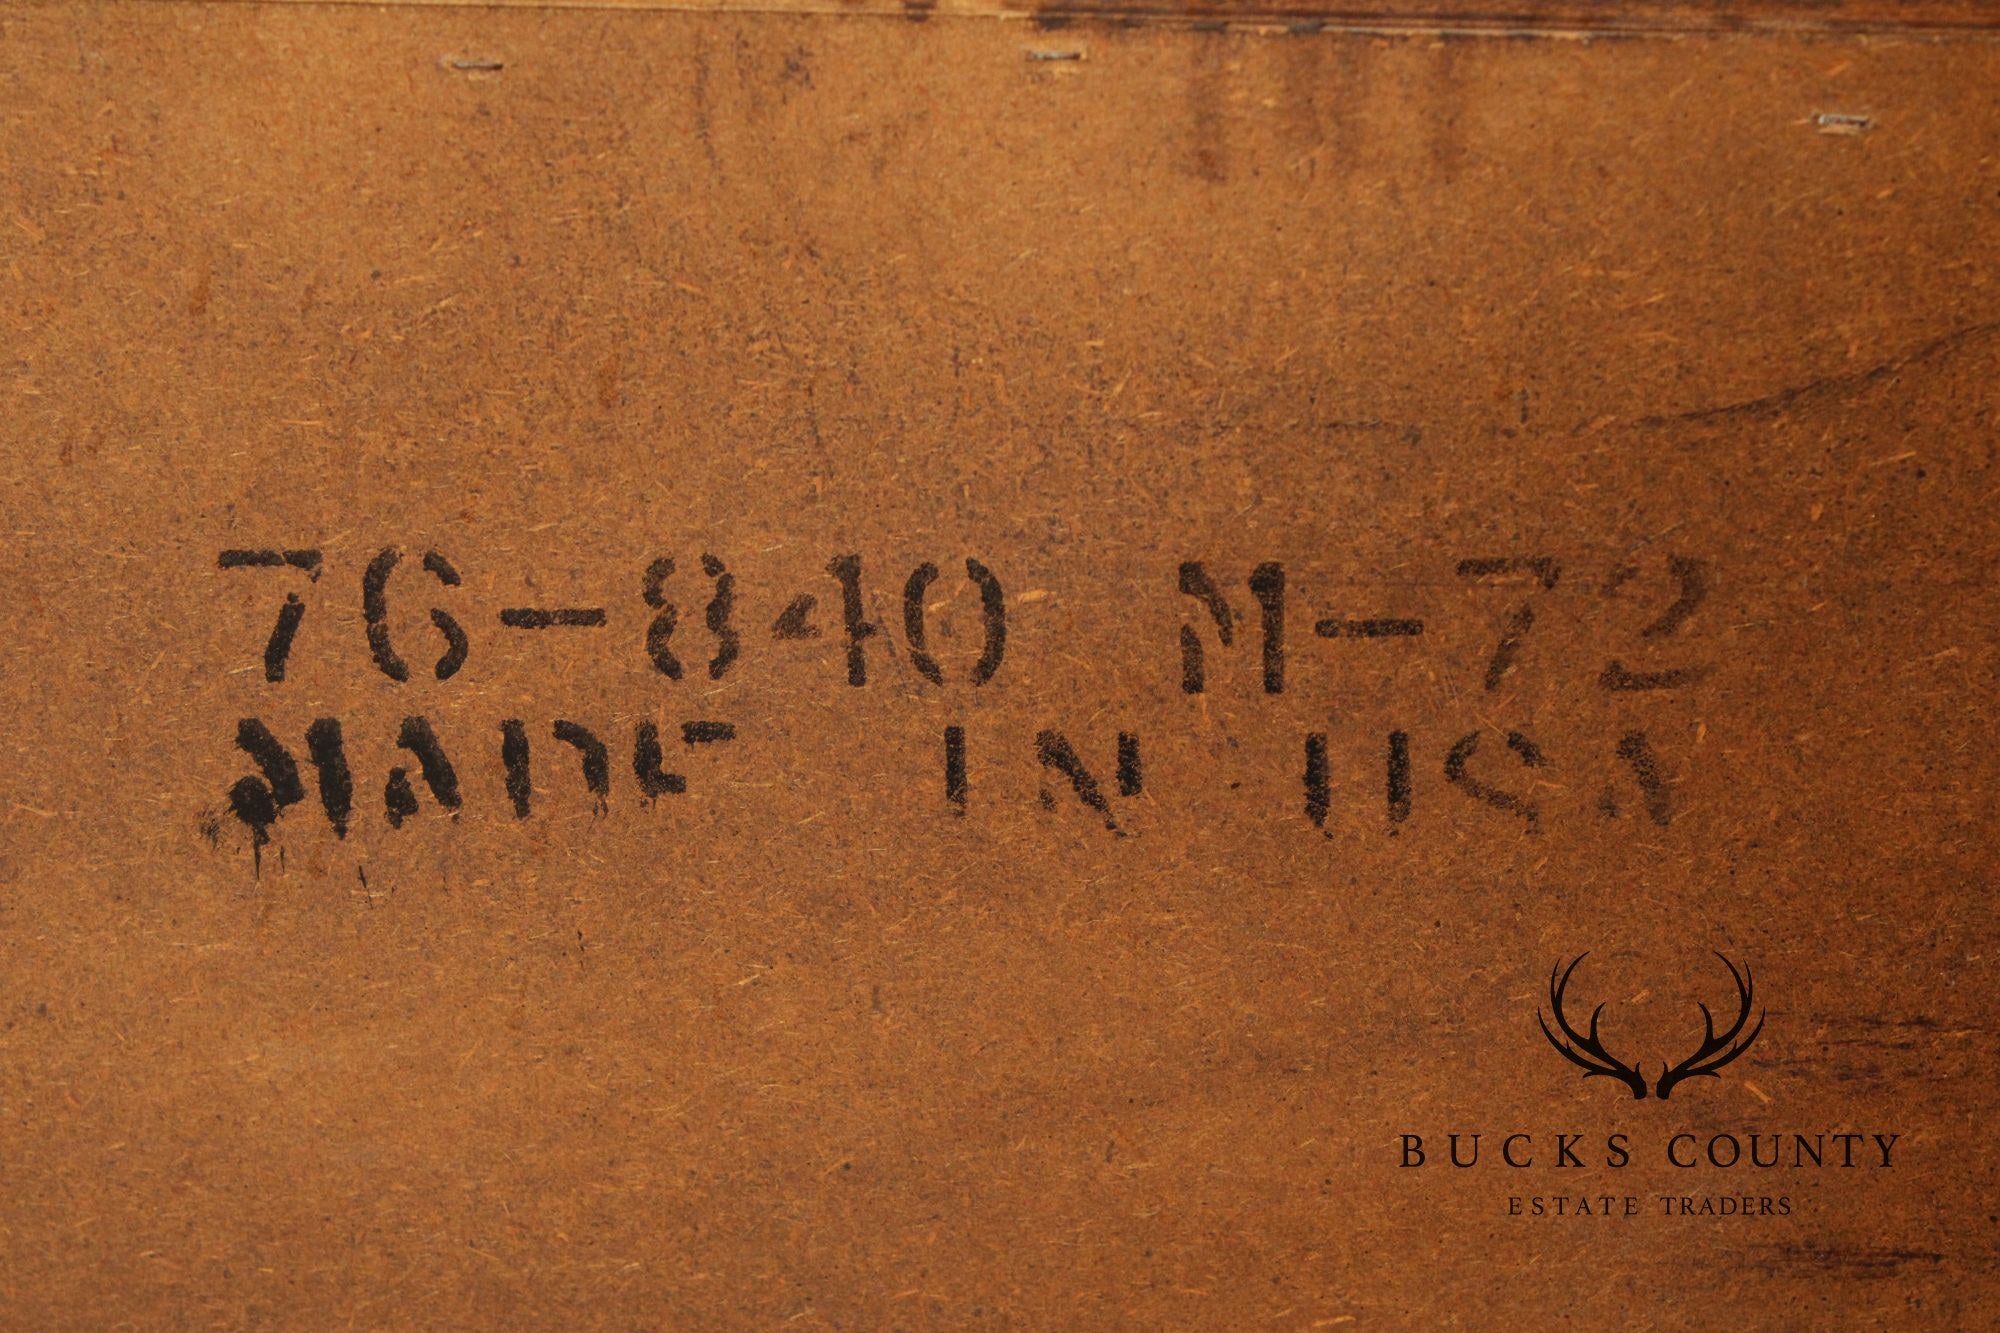 76-840 M-72
MADE IN USA
BUCKS COUNTY
ESTATE TRADERS